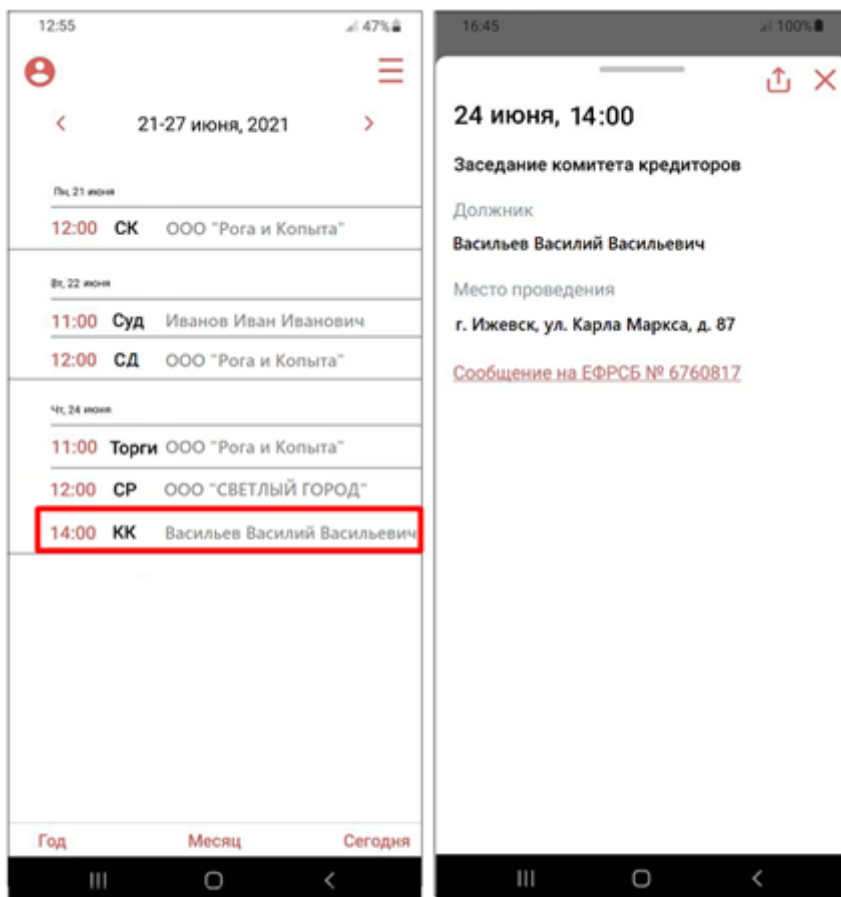 12:55
47%
21-27 июня, 2021
Пн, 21 июня
12:00 СК ООО "Рога и Копыта"
Вт, 22 июня
11:00 Суд Иванов Иван Иванович
12:00 СД ООО "Рога и Копыта"
Чт, 24 июня
11:00 Торги ООО "Рога и Копыта"
12:00 СР ООО "СВЕТЛЫЙ ГОРОД"
14:00 КК Васильев Василий Васильевич
Год Месяц Сегодня
16:45
100%
24 июня, 14:00
Заседание комитета кредиторов
Должник
Васильев Василий Васильевич
Место проведения
г. Ижевск, ул. Карла Маркса, д. 87
Сообщение на ЕФРСБ № 6760817